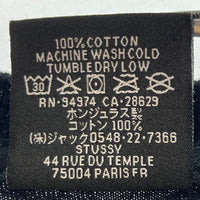 100% COTTON
MACHINE WASH COLD
TUMBLE DRY LOW
30
RN·94974 CA·28629
ホンジュラス製
コットン 100%
(株)ジャック0548·22·7366
STUSSY
44 RUE DU TEMPLE
75004 PARIS FR